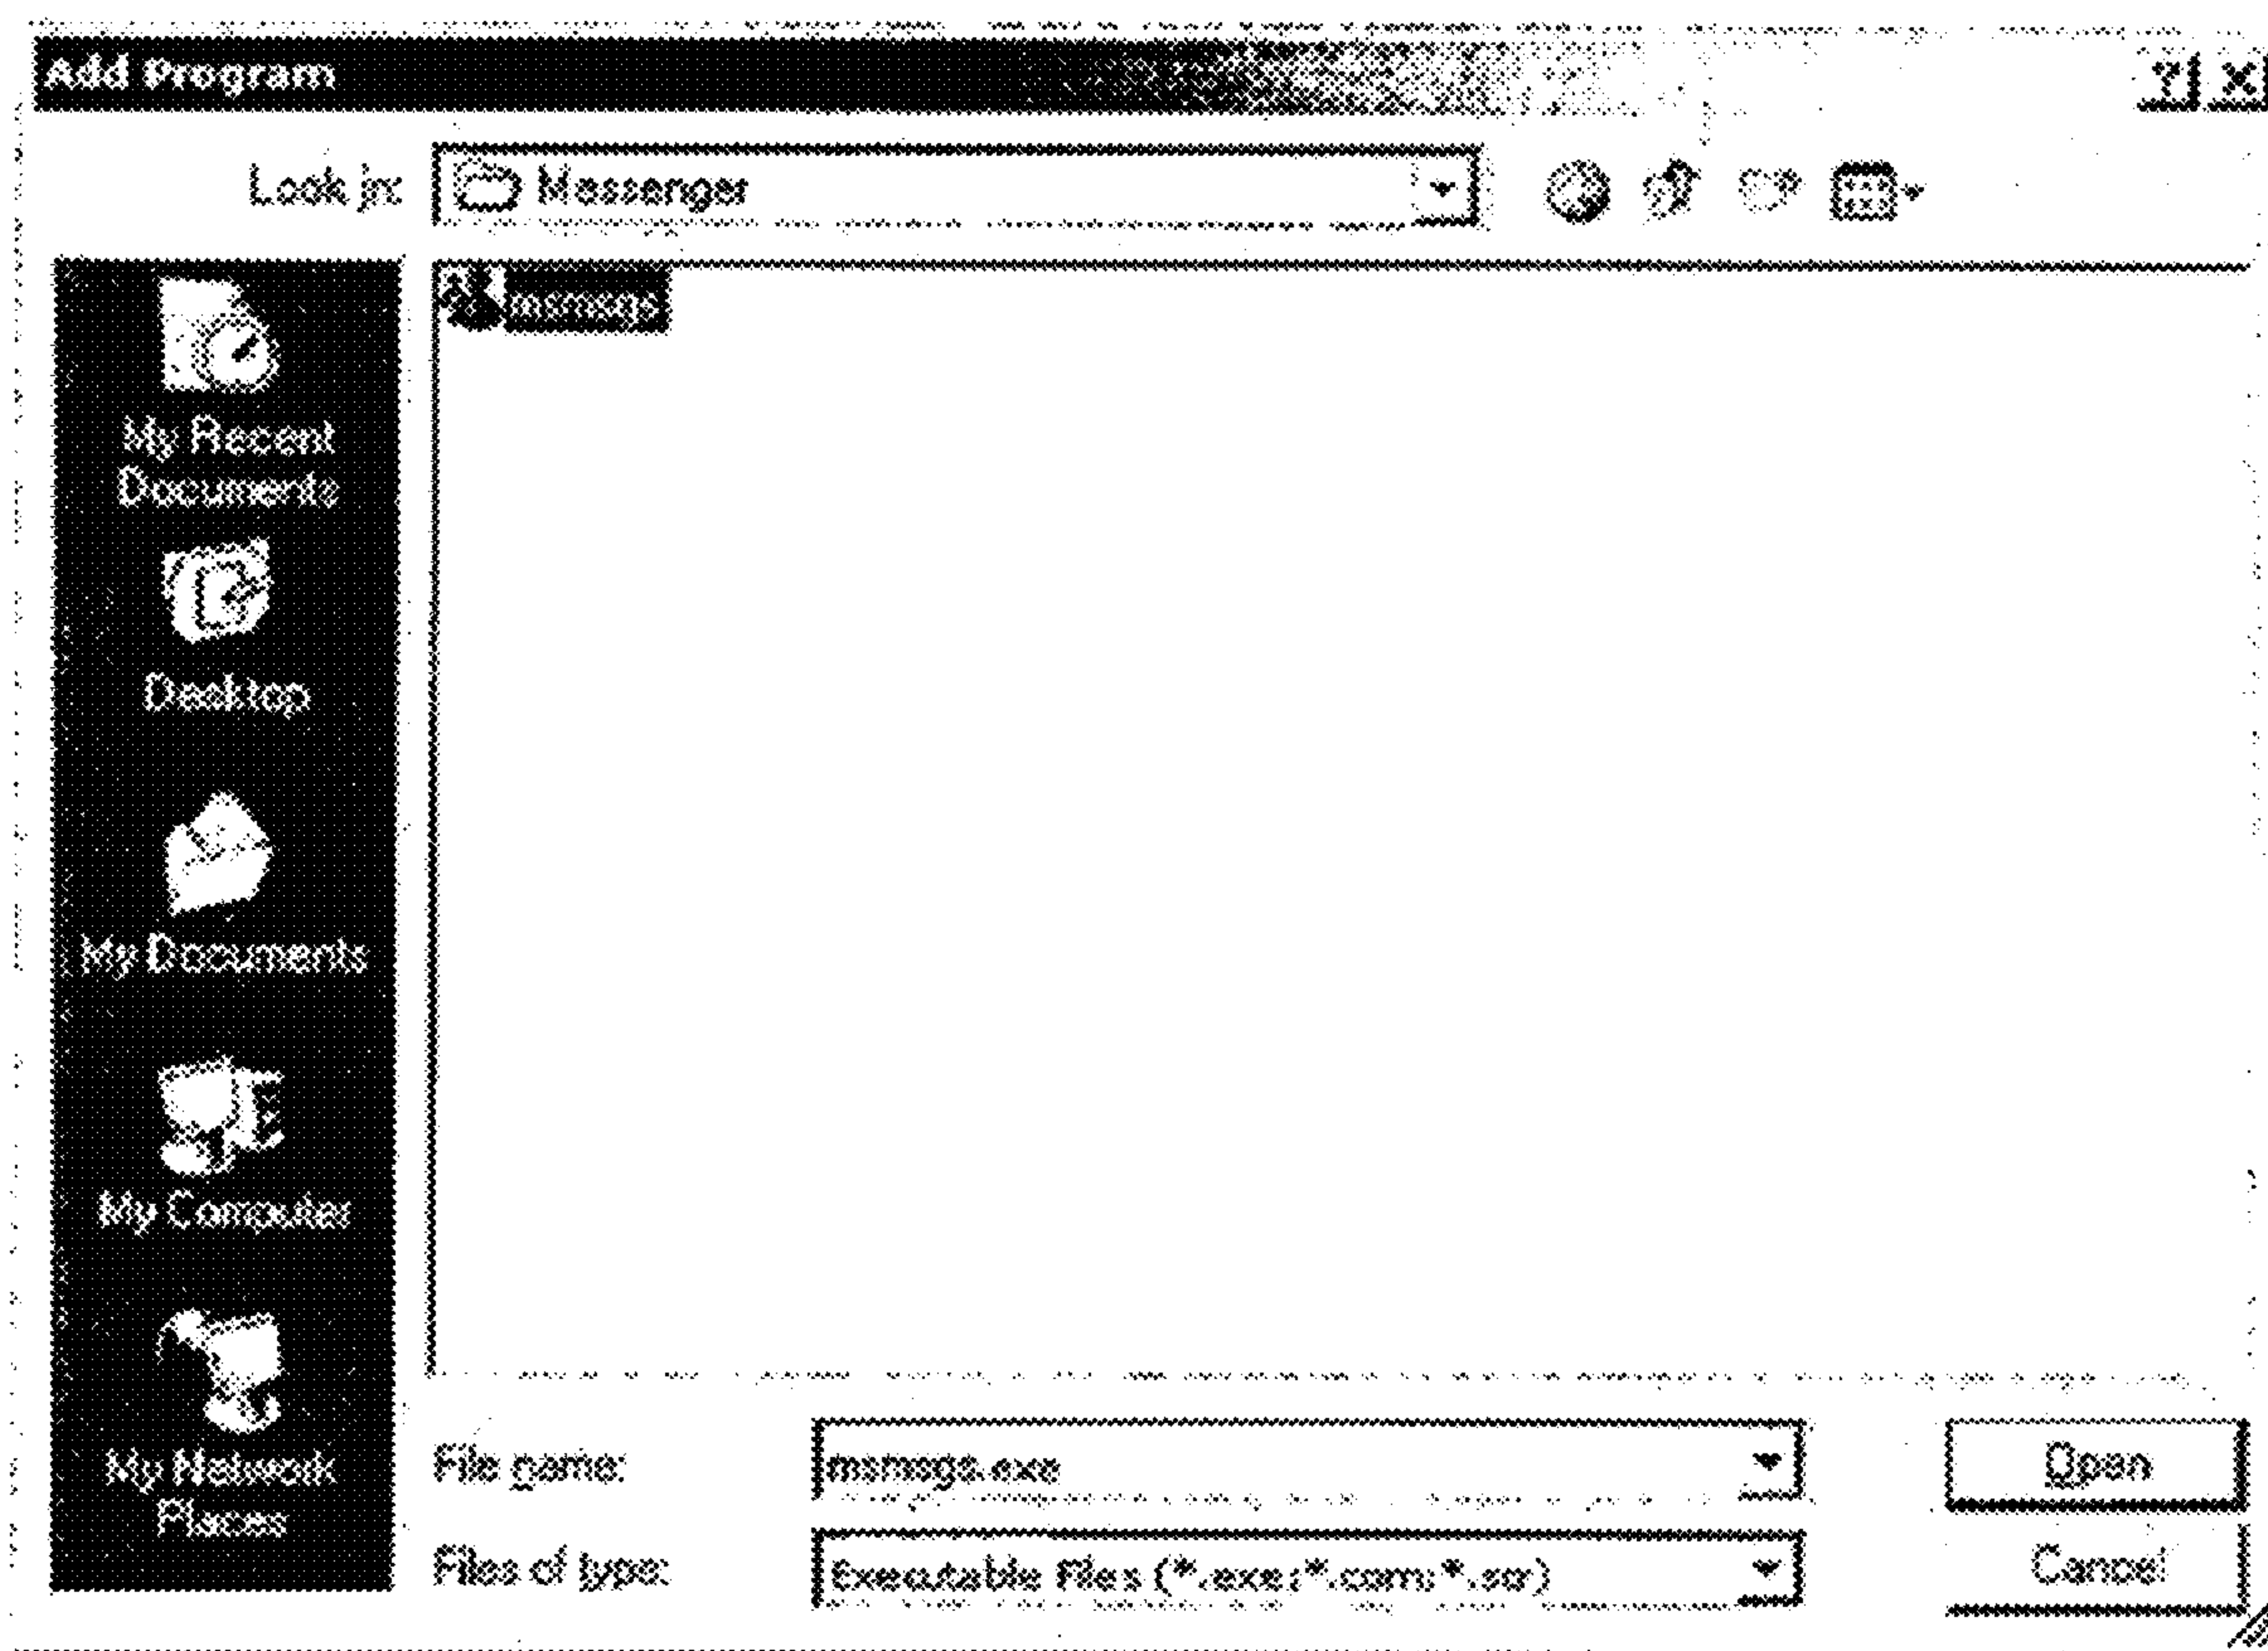 Add Program
Look in:
Messenger
msmsgs
My Recent
Documents
Desktop
My Documents
My Computer
My Network
Places
File name:
msmsgs.exe
Open
Files of type:
Executable Files (*.exe;*.com;*.scr)
Cancel